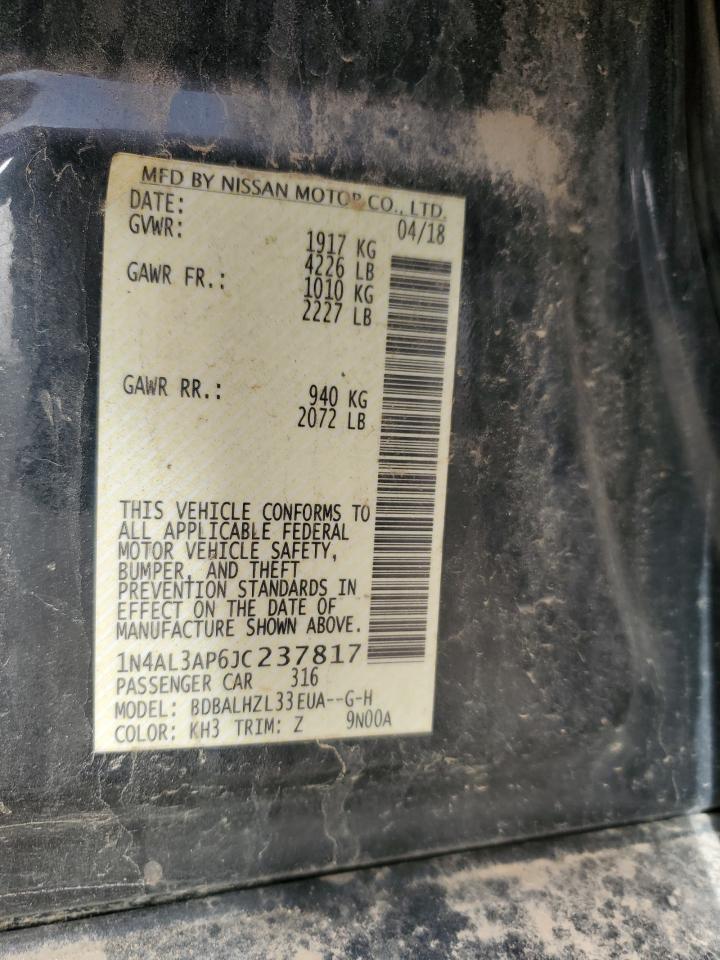 MFD BY NISSAN MOTOR CO., LTD.
DATE: 04/18
GVWR: 1917 KG
4226 LB
GAWR FR.: 1010 KG
2227 LB
GAWR RR.: 940 KG
2072 LB
THIS VEHICLE CONFORMS TO
ALL APPLICABLE FEDERAL
MOTOR VEHICLE SAFETY,
BUMPER, AND THEFT
PREVENTION STANDARDS IN
EFFECT ON THE DATE OF
MANUFACTURE SHOWN ABOVE.
1N4AL3AP6JC237817
PASSENGER CAR 316
MODEL: BDBALHZL33EUA--G-H
COLOR: KH3 TRIM: Z 9N00A